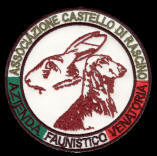 ASSOCIAZIONE CASTELLO DI RASCINO
AZIENDA FAUNISTICO VENATORIA